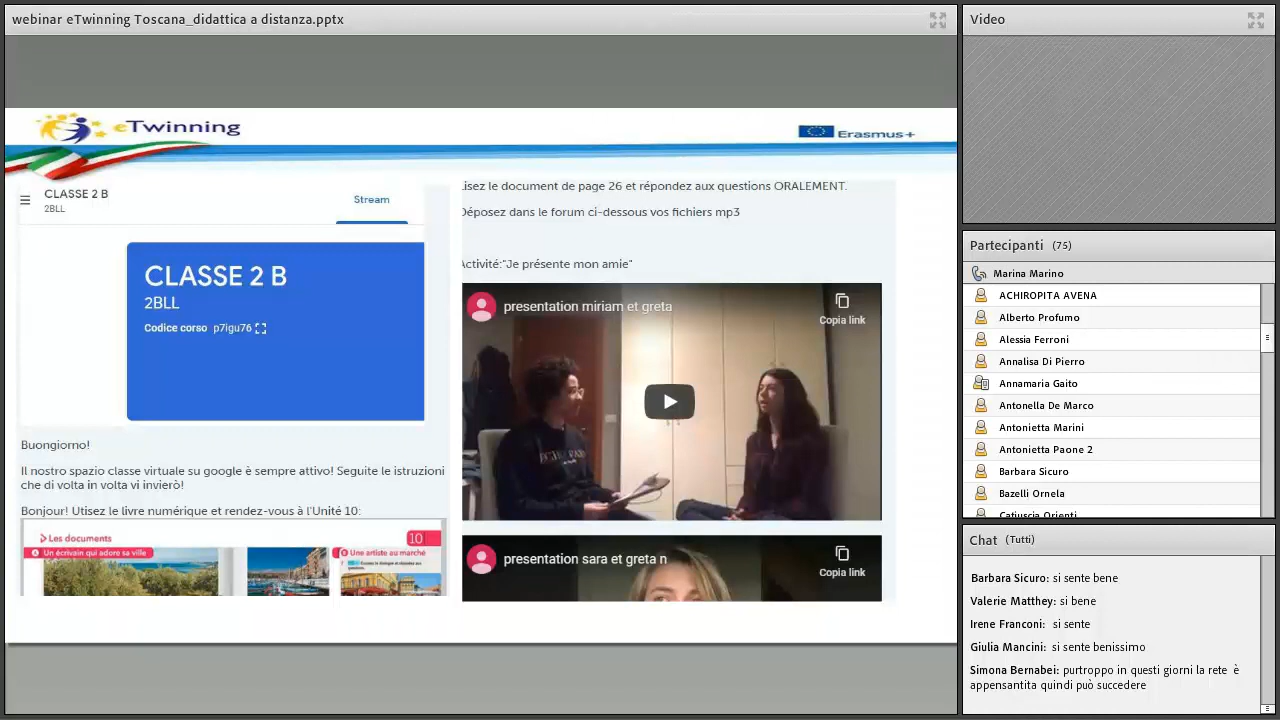 webinar eTwinning Toscana_didattica a distanza.pptx
eTwinning
Erasmus+
CLASSE 2 B
2BLL
Stream
CLASSE 2 B
2BLL
Codice corso p7igu76
Buongiorno!
Il nostro spazio classe virtuale su google è sempre attivo! Seguite le istruzioni
che di volta in volta vi invierò!
Bonjour! Utisez le livre numérique et rendez-vous à l'Unité 10:
Les documents
10
Un écrivain qui adore sa ville
Une artiste au marché
Lisez le document de page 26 et répondez aux questions ORALEMENT.
Déposez dans le forum ci-dessous vos fichiers mp3
Activité:"Je présente mon amie"
presentation miriam et greta
Copia link
presentation sara et greta n
Copia link
Video
Partecipanti (75)
Marina Marino
ACHIROPITA AVENA
Alberto Profumo
Alessia Ferroni
Annalisa Di Pierro
Annamaria Gaito
Antonella De Marco
Antonietta Marini
Antonietta Paone 2
Barbara Sicuro
Bazelli Ornela
Catiuscia Orienti
Chat (Tutti)
Barbara Sicuro: si sente bene
Valerie Matthey: si bene
Irene Franconi: si sente
Giulia Mancini: si sente benissimo
Simona Bernabei: purtroppo in questi giorni la rete è
appensantita quindi può succedere